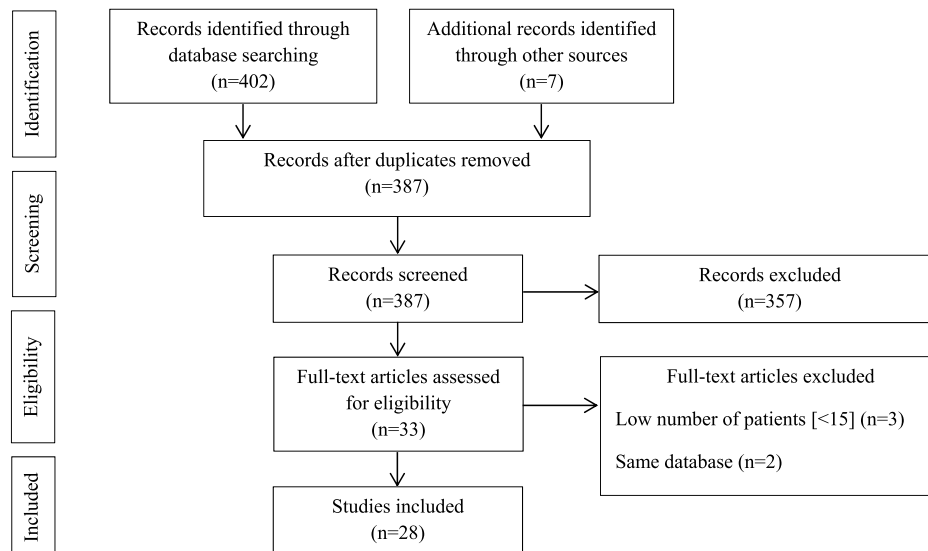 Identification
Records identified through
database searching
(n=402)
Additional records identified
through other sources
(n=7)
Records after duplicates removed
(n=387)
Screening
Records screened
(n=387)
Records excluded
(n=357)
Eligibility
Full-text articles assessed
for eligibility
(n=33)
Full-text articles excluded
Low number of patients [<15] (n=3)
Same database (n=2)
Included
Studies included
(n=28)